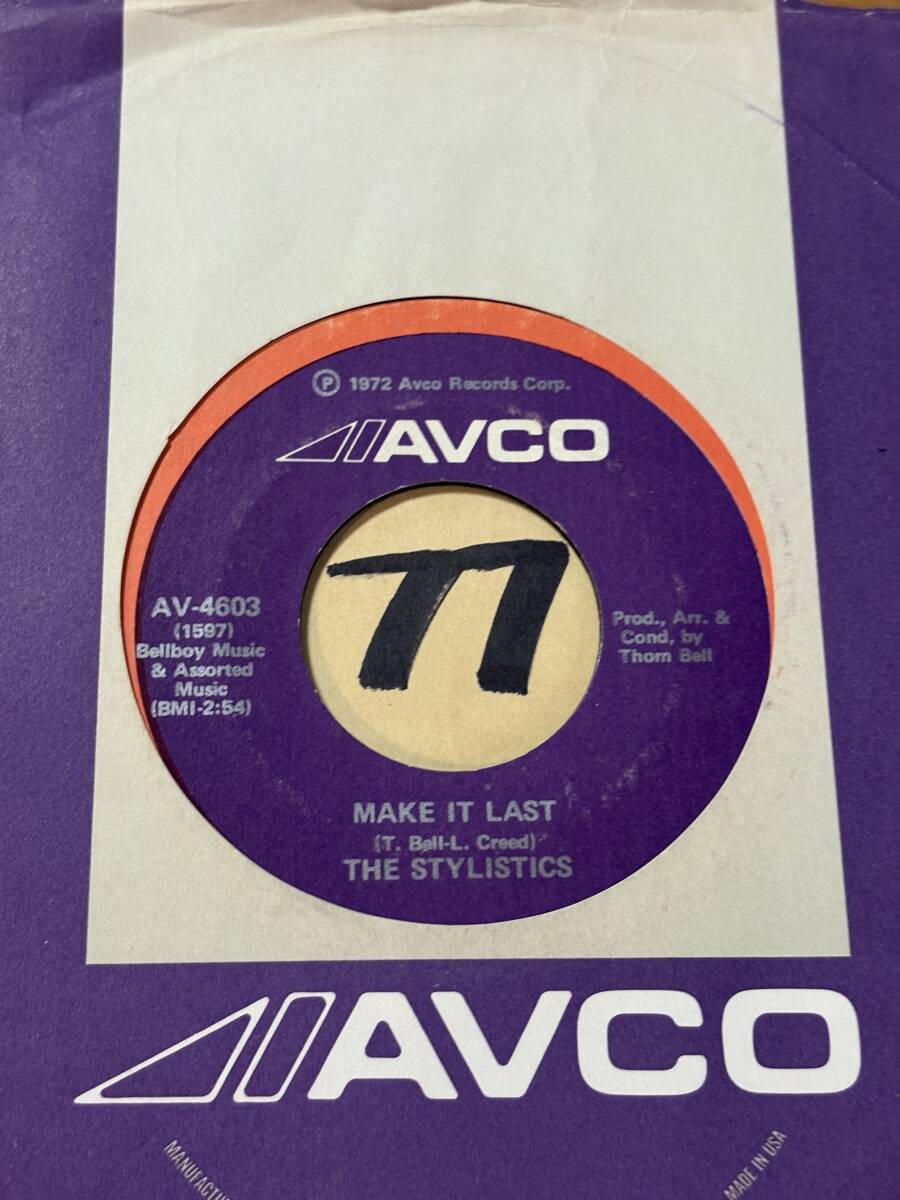 Ⓟ 1972 Avco Records Corp.
AVCO
AV-4603
(1597)
Bellboy Music
& Assorted
Music
(BMI-2:54)
Prod., Arr. &
Cond, by
Thom Bell
77
MAKE IT LAST
(T. Bell-L. Creed)
THE STYLISTICS
AVCO
MADE IN USA